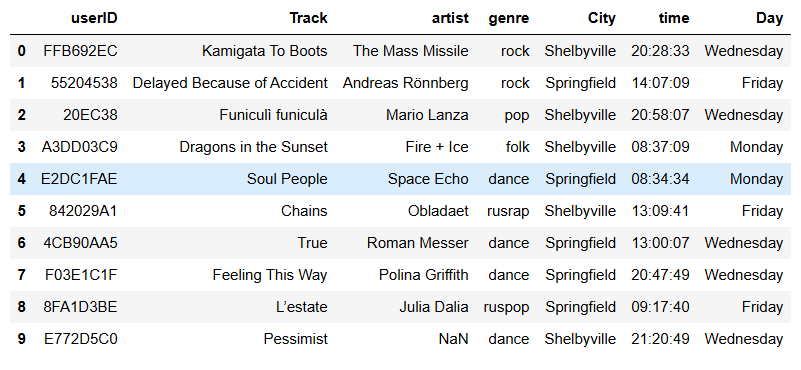 userID Track artist genre City time Day
0 FFB692EC Kamigata To Boots The Mass Missile rock Shelbyville 20:28:33 Wednesday
1 55204538 Delayed Because of Accident Andreas Rönnberg rock Springfield 14:07:09 Friday
2 20EC38 Funiculì funiculà Mario Lanza pop Shelbyville 20:58:07 Wednesday
3 A3DD03C9 Dragons in the Sunset Fire + Ice folk Shelbyville 08:37:09 Monday
4 E2DC1FAE Soul People Space Echo dance Springfield 08:34:34 Monday
5 842029A1 Chains Obladaet rusrap Shelbyville 13:09:41 Friday
6 4CB90AA5 True Roman Messer dance Springfield 13:00:07 Wednesday
7 F03E1C1F Feeling This Way Polina Griffith dance Springfield 20:47:49 Wednesday
8 8FA1D3BE L’estate Julia Dalia ruspop Springfield 09:17:40 Friday
9 E772D5C0 Pessimist NaN dance Shelbyville 21:20:49 Wednesday